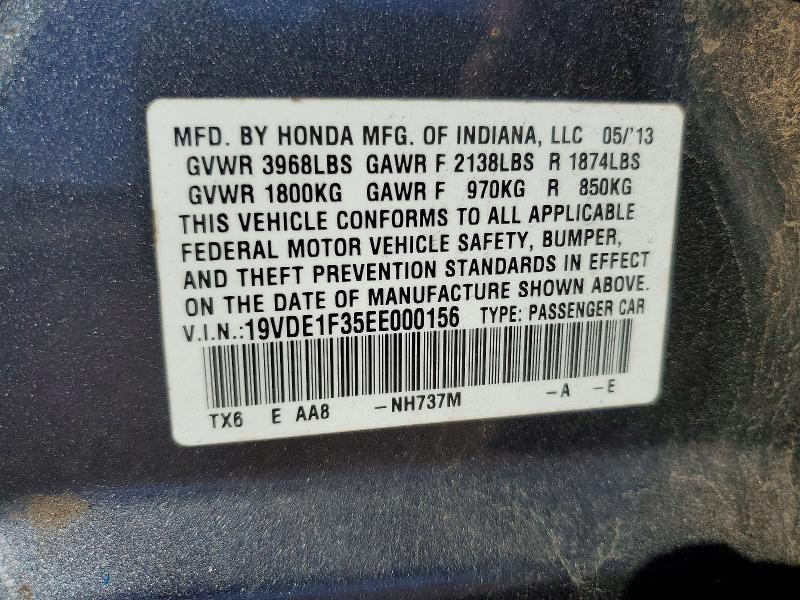 MFD. BY HONDA MFG. OF INDIANA, LLC 05/'13
GVWR 3968LBS GAWR F 2138LBS R 1874LBS
GVWR 1800KG GAWR F 970KG R 850KG
THIS VEHICLE CONFORMS TO ALL APPLICABLE
FEDERAL MOTOR VEHICLE SAFETY, BUMPER,
AND THEFT PREVENTION STANDARDS IN EFFECT
ON THE DATE OF MANUFACTURE SHOWN ABOVE.
V.I.N.:19VDE1F35EE000156 TYPE: PASSENGER CAR
TX6 E AA8 -NH737M -A -E